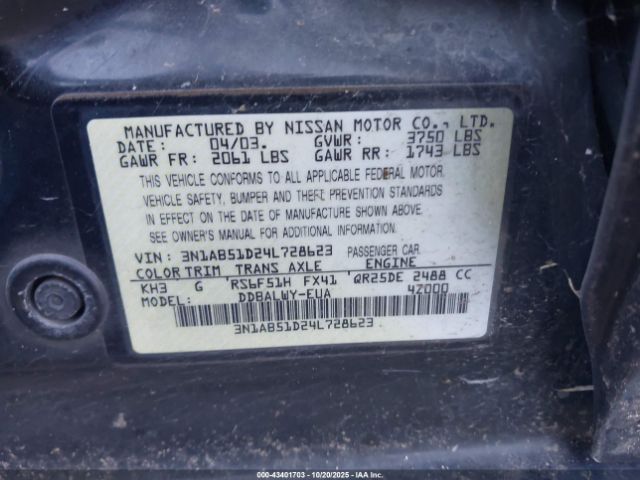 MANUFACTURED BY NISSAN MOTOR CO., LTD.
DATE: 04/03. GVWR: 3750 LBS
GAWR FR: 2061 LBS GAWR RR: 1743 LBS
THIS VEHICLE CONFORMS TO ALL APPLICABLE FEDERAL MOTOR
VEHICLE SAFETY, BUMPER AND THEFT PREVENTION STANDARDS
IN EFFECT ON THE DATE OF MANUFACTURE SHOWN ABOVE.
SEE OWNER'S MANUAL FOR ADDITIONAL INFORMATION.
VIN: 3N1AB51D24L728623 PASSENGER CAR
COLOR TRIM TRANS AXLE ENGINE
KH3 G RS6F51H FX41 QR25DE 2488 CC
MODEL: DDBALWY-EUA 4Z000
3N1AB51D24L728623
© 000-43401703 - 10/20/2025 - COPYRIGHT IAA, LLC.